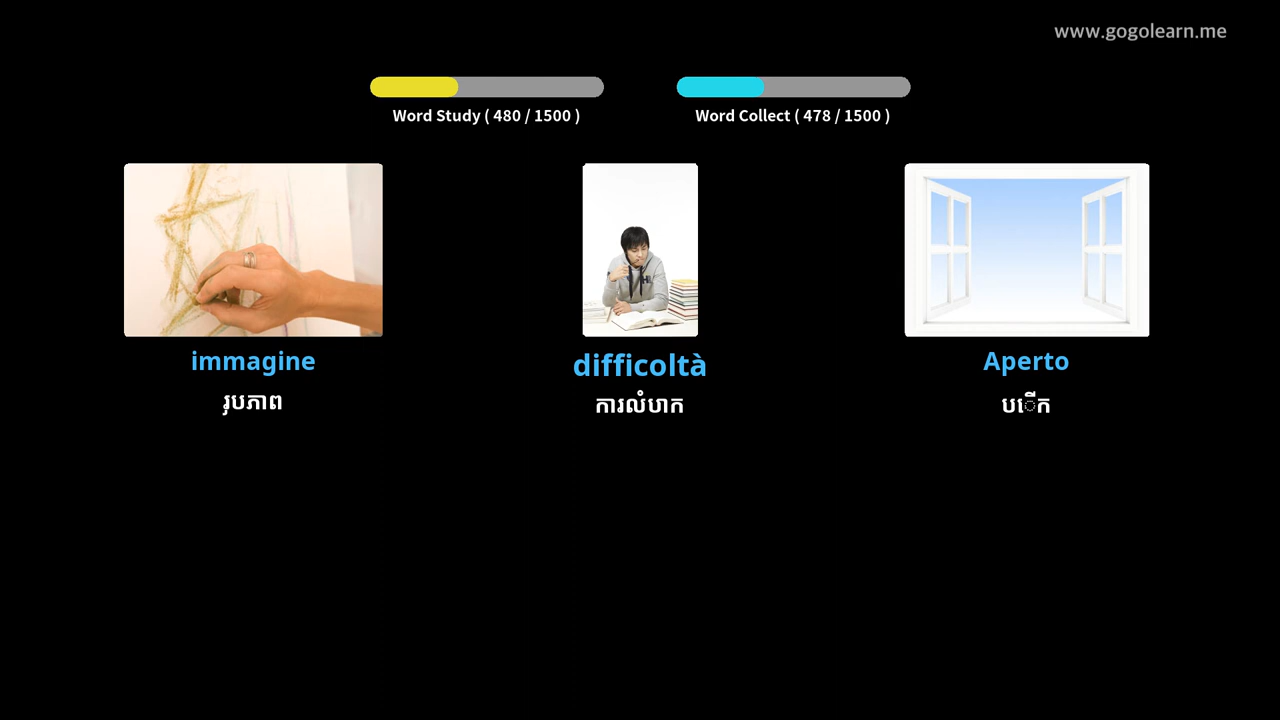 www.gogolearn.me
Word Study ( 480 / 1500 )
Word Collect ( 478 / 1500 )
immagine
difficoltà
Aperto
រូបភាព
ការលំបាក
បើក